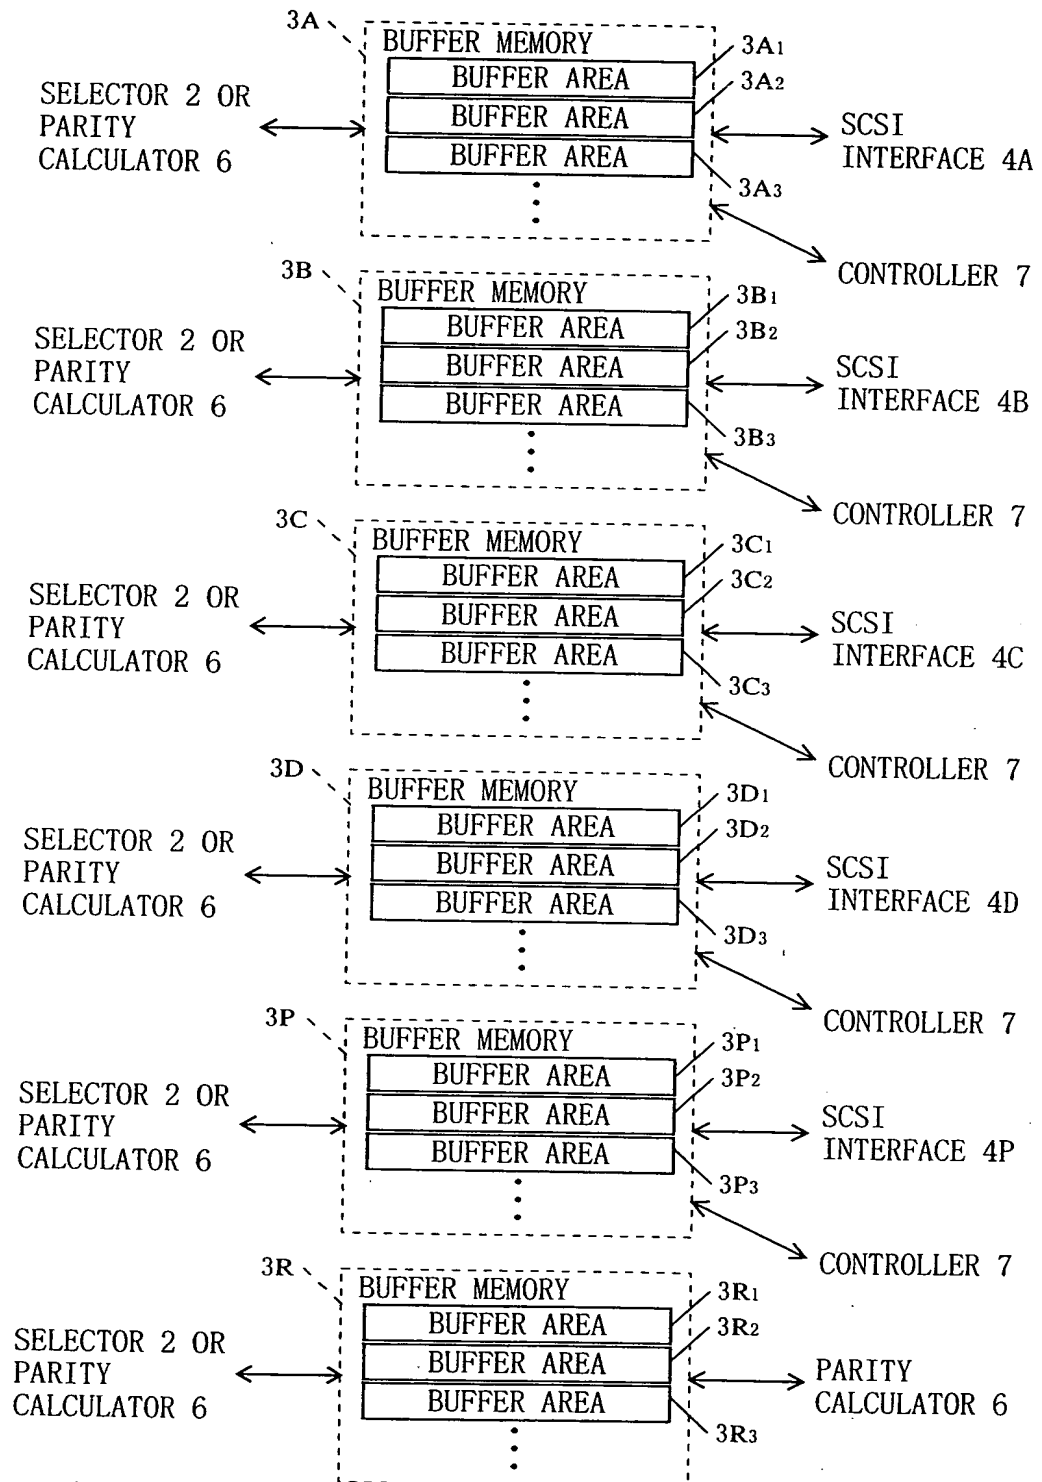 3A
BUFFER MEMORY
BUFFER AREA
BUFFER AREA
BUFFER AREA
3A1
3A2
3A3
SELECTOR 2 OR
PARITY
CALCULATOR 6
SCSI
INTERFACE 4A
CONTROLLER 7
3B
BUFFER MEMORY
BUFFER AREA
BUFFER AREA
BUFFER AREA
3B1
3B2
3B3
SELECTOR 2 OR
PARITY
CALCULATOR 6
SCSI
INTERFACE 4B
CONTROLLER 7
3C
BUFFER MEMORY
BUFFER AREA
BUFFER AREA
BUFFER AREA
3C1
3C2
3C3
SELECTOR 2 OR
PARITY
CALCULATOR 6
SCSI
INTERFACE 4C
CONTROLLER 7
3D
BUFFER MEMORY
BUFFER AREA
BUFFER AREA
BUFFER AREA
3D1
3D2
3D3
SELECTOR 2 OR
PARITY
CALCULATOR 6
SCSI
INTERFACE 4D
CONTROLLER 7
3P
BUFFER MEMORY
BUFFER AREA
BUFFER AREA
BUFFER AREA
3P1
3P2
3P3
SELECTOR 2 OR
PARITY
CALCULATOR 6
SCSI
INTERFACE 4P
CONTROLLER 7
3R
BUFFER MEMORY
BUFFER AREA
BUFFER AREA
BUFFER AREA
3R1
3R2
3R3
SELECTOR 2 OR
PARITY
CALCULATOR 6
PARITY
CALCULATOR 6